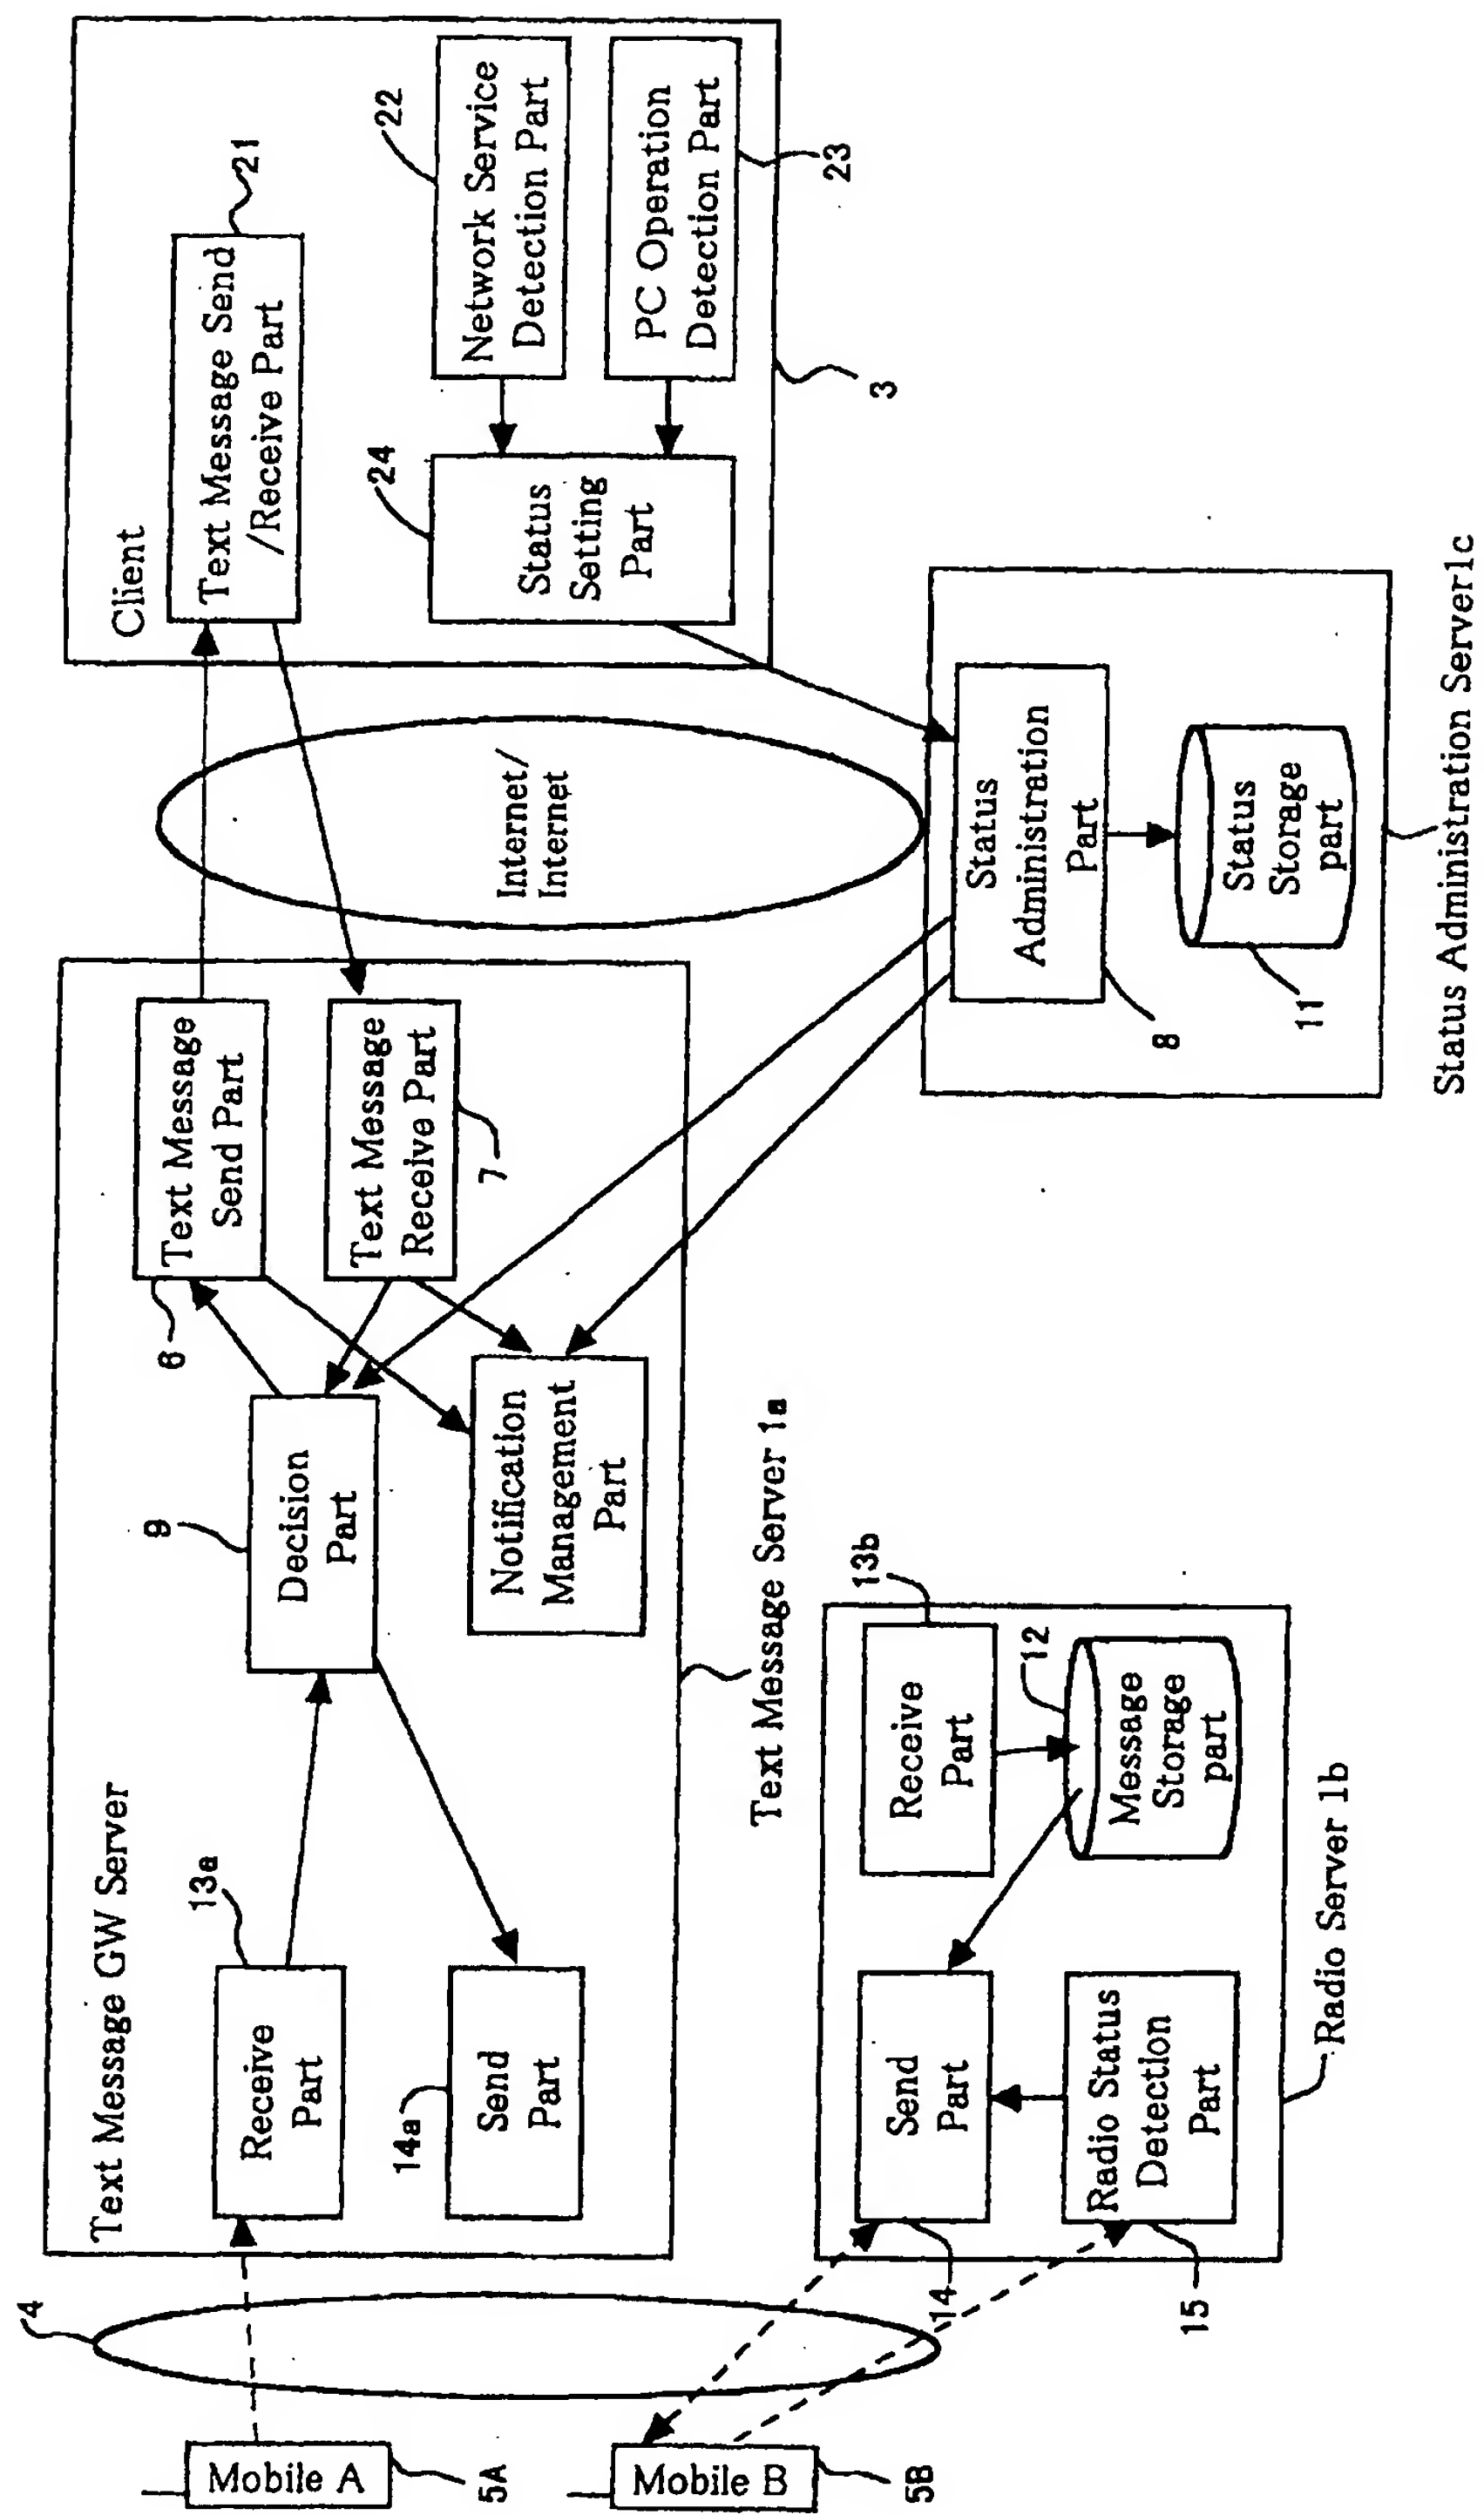 Client
21
Text Message Send
/Receive Part
22
Network Service
Detection Part
24
Status
Setting
Part
PC Operation
Detection Part
23
3
Internet/
Internet
Text Message GW Server
Text Message
Send Part
6
Text Message
Receive Part
7
9
Decision
Part
Notification
Management
Part
13a
Receive
Part
14a
Send
Part
Text Message Server 1a
Status
Administration
Part
8
Status
Storage
part
11
Status Administration Server1c
13b
Receive
Part
12
Message
Storage
part
Send
Part
14
Radio Status
Detection
Part
15
Radio Server 1b
4
Mobile A
5A
Mobile B
5B